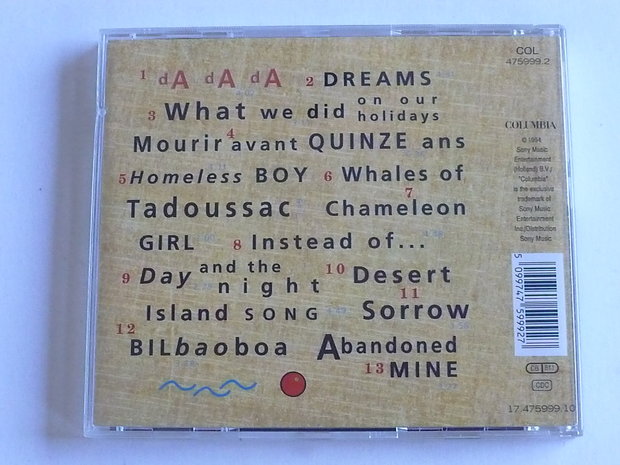 1 dA dA dA 2 DREAMS
3 What we did on our holidays
4 Mourir avant QUINZE ans
5 Homeless BOY 6 Whales of
Tadoussac 7 Chameleon
GIRL 8 Instead of...
9 Day and the night 10 Desert
Island SONG 11 Sorrow
12 BILbaoboa Abandoned
13 MINE
COL
475999.2
COLUMBIA
© 1994
Sony Music
Entertainment
(Holland) B.V./
"Columbia"
is the exclusive
trademark of
Sony Music
Entertainment
Inc./Distribution
Sony Music
5 099747 599927
CDC
17.475999.10